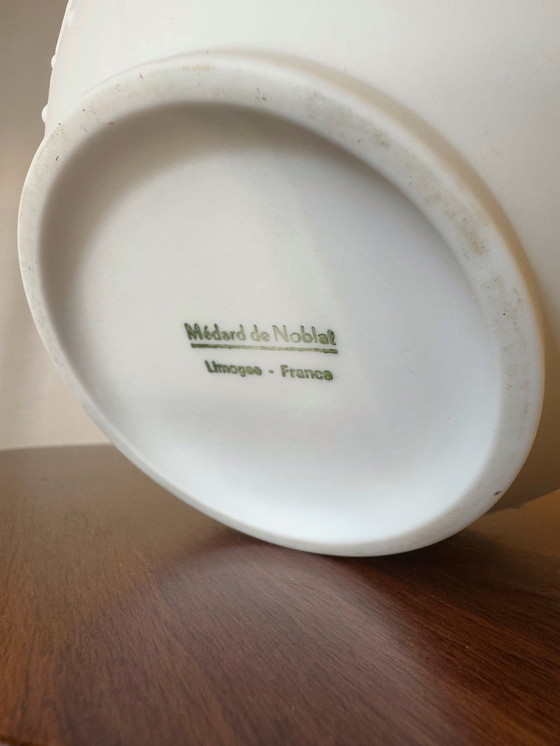 Médard de Noblat
Limoges - France